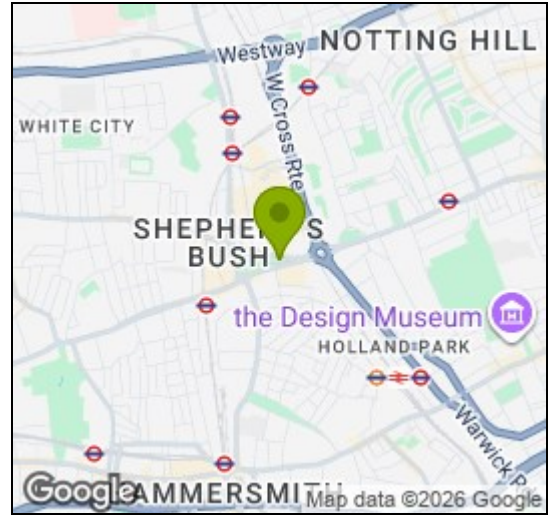 Westway
NOTTING HILL
W Cross Rte
WHITE CITY
SHEPHE S
BUSH
the Design Museum
HOLLAND PARK
Warwick
Google
AMMERSMITH
Map data ©2026 Google